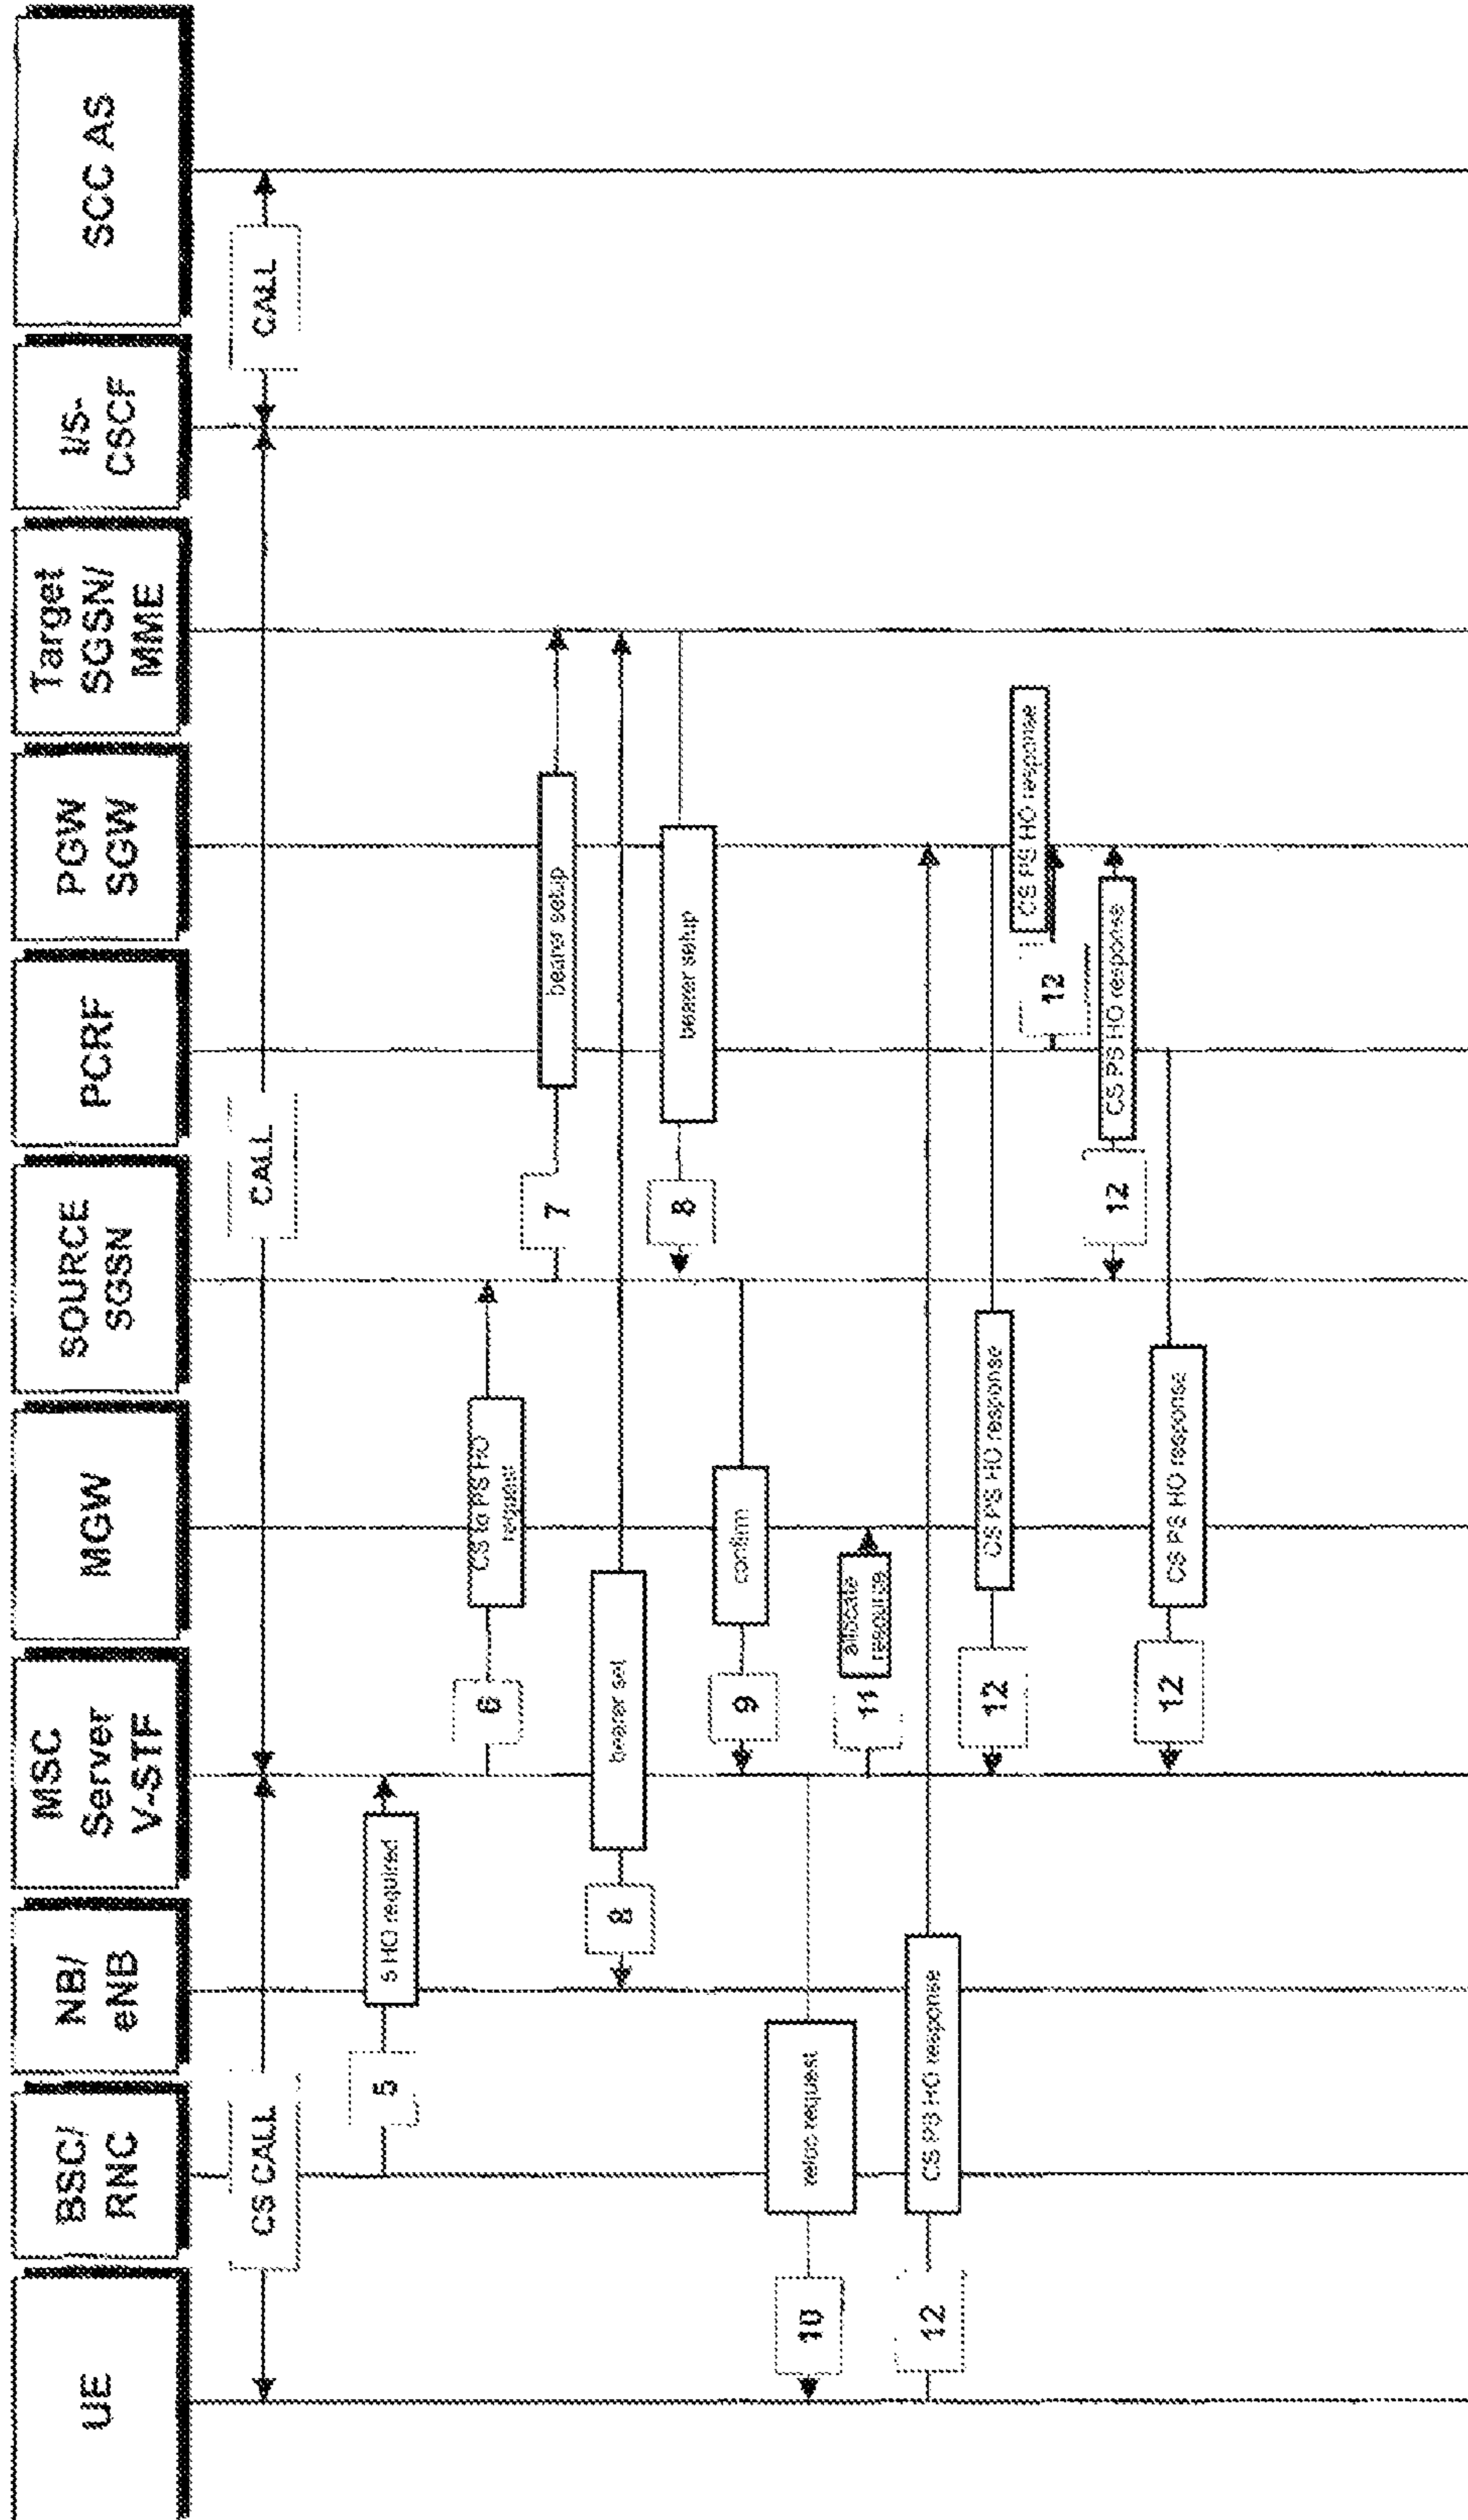 UE
BSC/
RNC
NB/
eNB
MSC
Server
V-STF
MGW
SOURCE
SGSN
PCRF
PGW
SGW
Target
SGSN/
MME
I/S-
CSCF
SCC AS
CS CALL
CALL
CALL
5
s HO required
6
CS to PS HO
request
7
bearer setup
8
bearer set
8
bearer setup
9
confirm
10
request
11
allocate
resource
12
CS PS HO response
12
CS PS HO response
13
CS PS HO response
12
CS PS HO response
12
CS PS HO response